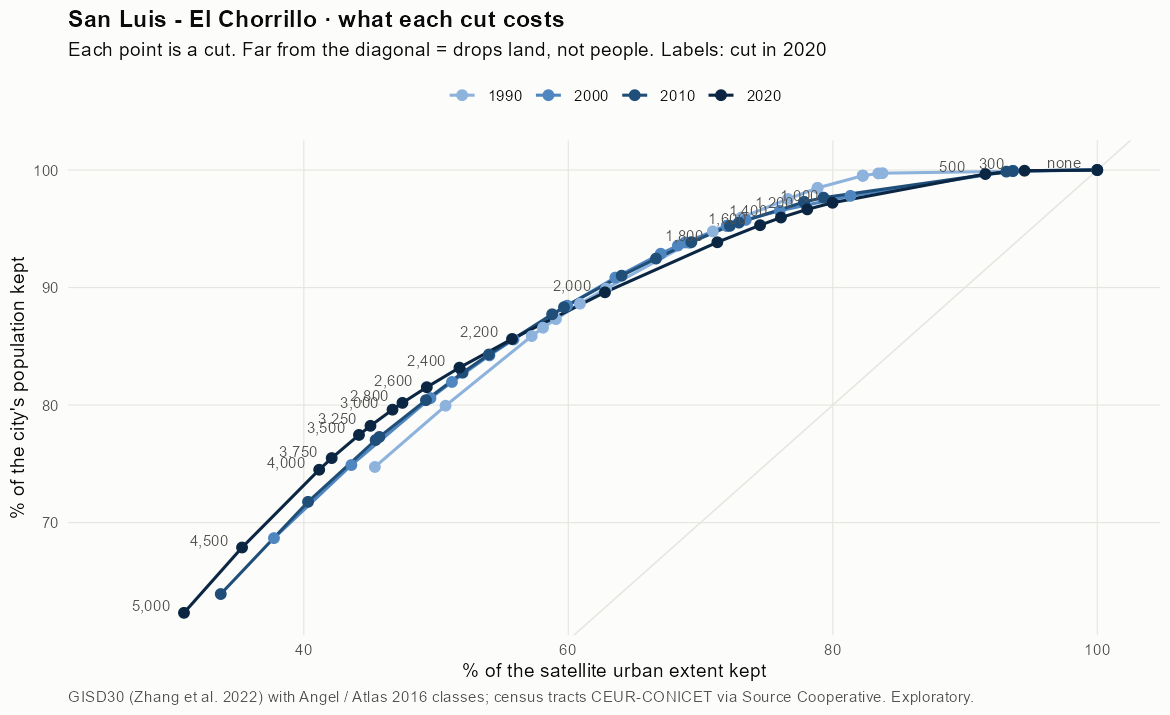 San Luis - El Chorrillo · what each cut costs
Each point is a cut. Far from the diagonal = drops land, not people. Labels: cut in 2020
1990 2000 2010 2020
% of the city's population kept
100
90
80
70
none
300
500
1,000
1,200
1,400
1,600
1,800
2,000
2,200
2,400
2,600
2,800
3,000
3,250
3,500
3,750
4,000
4,500
5,000
40 60 80 100
% of the satellite urban extent kept
GISD30 (Zhang et al. 2022) with Angel / Atlas 2016 classes; census tracts CEUR-CONICET via Source Cooperative. Exploratory.